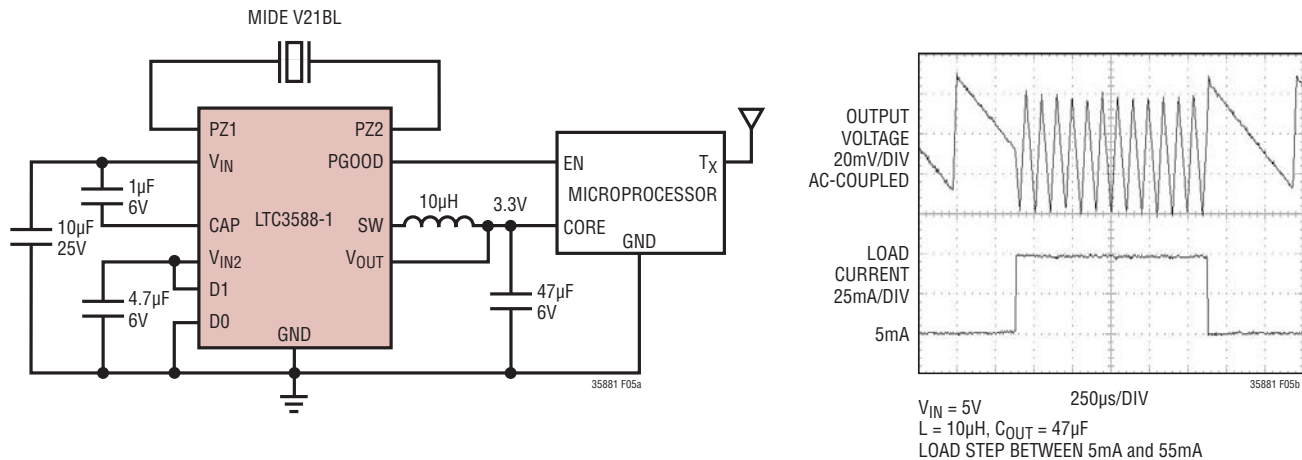 MIDE V21BL
PZ1
PZ2
VIN
PGOOD
1µF
6V
CAP
LTC3588-1
SW
10µH
3.3V
10µF
25V
VIN2
VOUT
D1
4.7µF
6V
D0
GND
47µF
6V
EN
TX
MICROPROCESSOR
CORE
GND
35881 F05a
OUTPUT
VOLTAGE
20mV/DIV
AC-COUPLED
LOAD
CURRENT
25mA/DIV
5mA
250µs/DIV
35881 F05b
VIN = 5V
L = 10µH, COUT = 47µF
LOAD STEP BETWEEN 5mA and 55mA